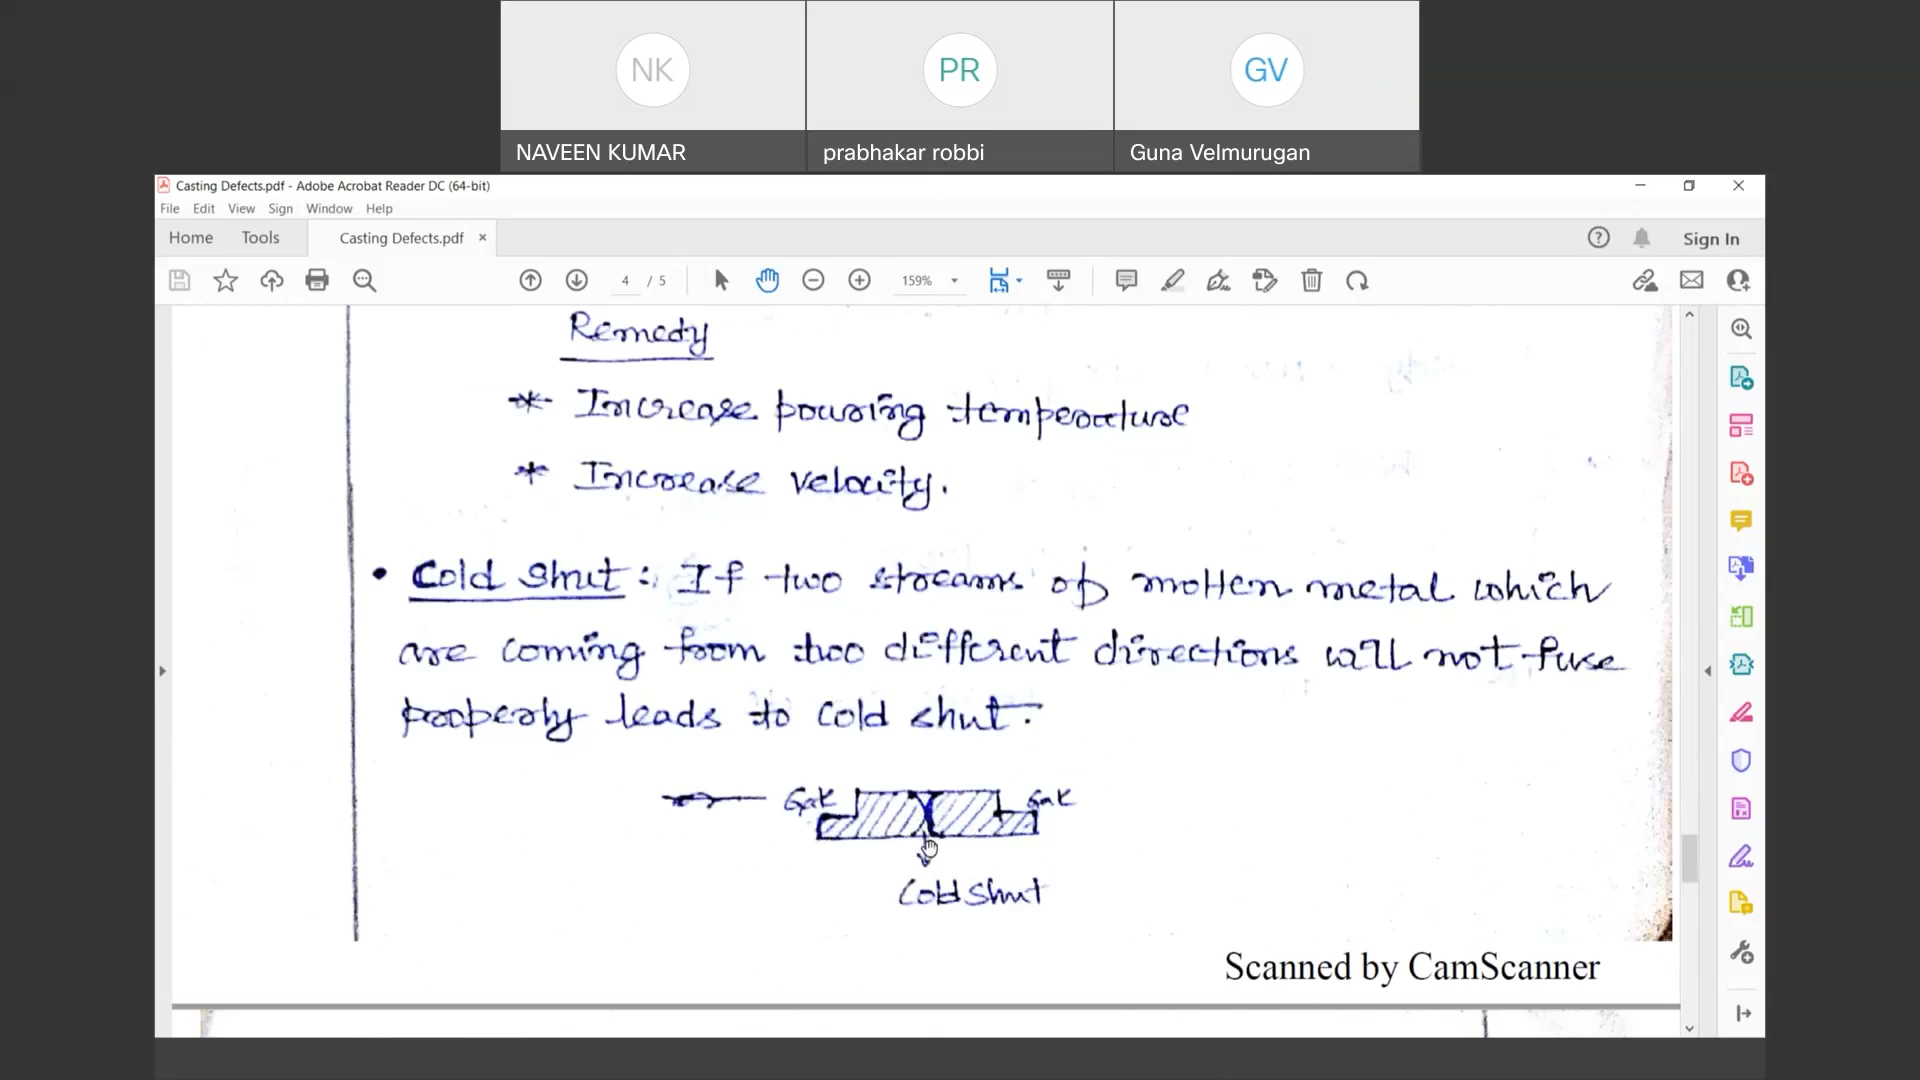 NK
PR
GV
NAVEEN KUMAR
prabhakar robbi
Guna Velmurugan
Casting Defects.pdf - Adobe Acrobat Reader DC (64-bit)
File Edit View Sign Window Help
Home Tools Casting Defects.pdf × Sign In
4 / 5 159%
Remedy
* Increase pouring temperature
* Increase velocity.
• Cold Shut : If two streams of molten metal which
are coming from two different directions will not fuse
properly leads to cold shut.
Gate Gate
Cold Shut
Scanned by CamScanner